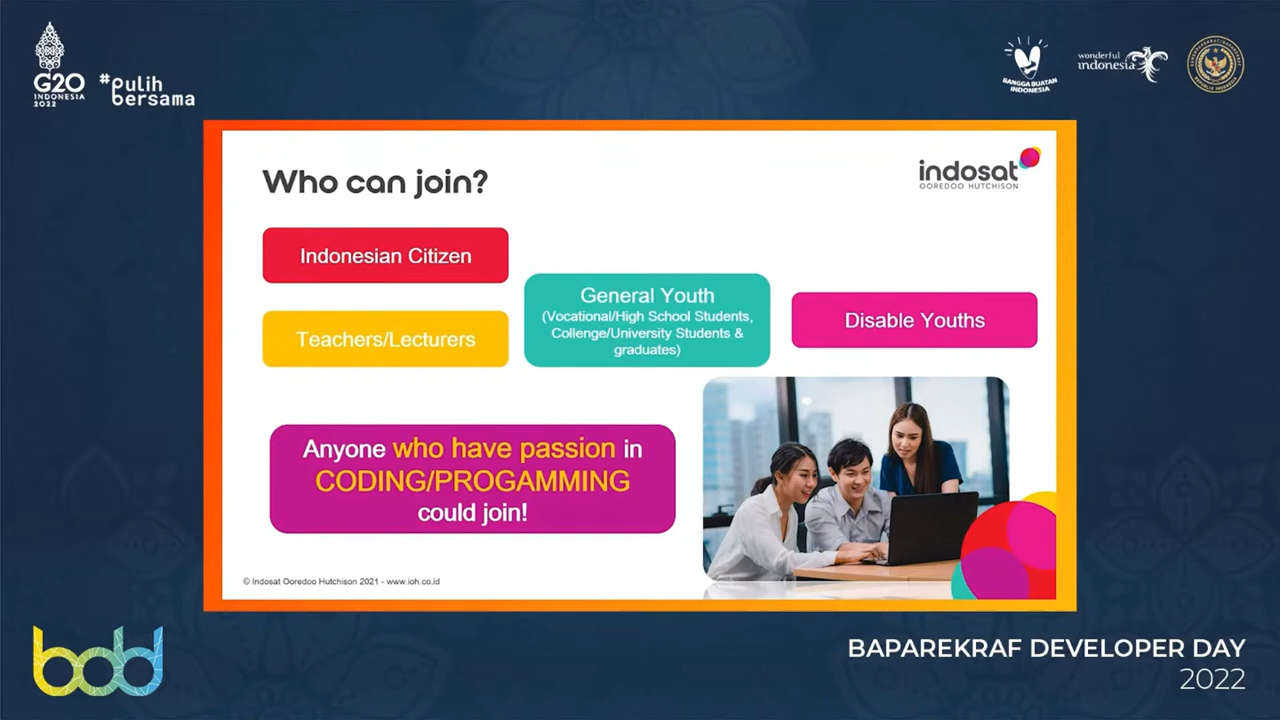 G20
INDONESIA
2022
#pulih
bersama
BANGGA BUATAN
INDONESIA
wonderful
indonesia
Who can join?
indosat
OOREDOO HUTCHISON
Indonesian Citizen
Teachers/Lecturers
General Youth
(Vocational/High School Students,
Collenge/University Students &
graduates)
Disable Youths
Anyone who have passion in
CODING/PROGAMMING
could join!
© Indosat Ooredoo Hutchison 2021 - www.ioh.co.id
bdd
BAPAREKRAF DEVELOPER DAY
2022